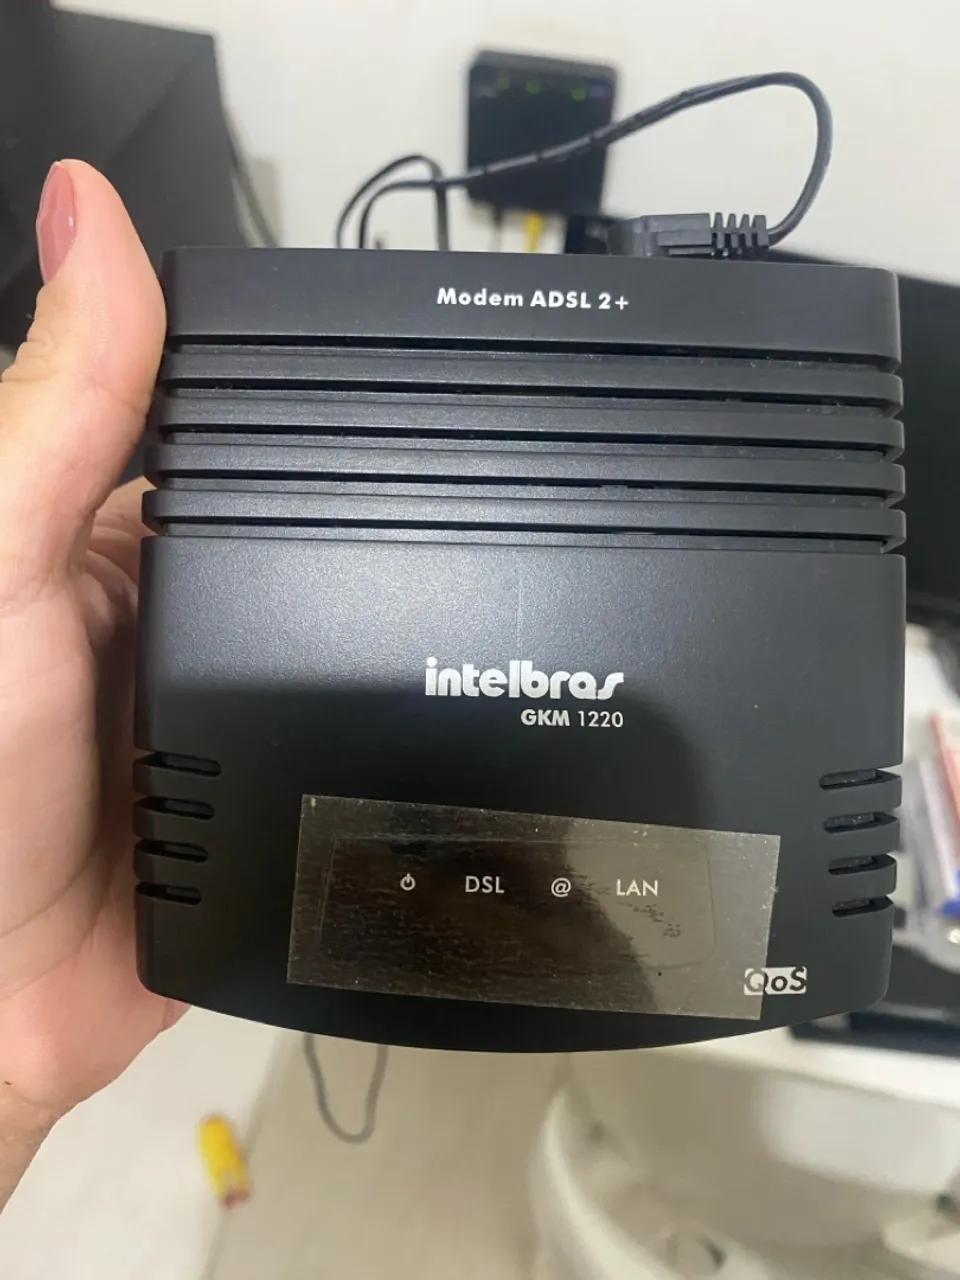 Modem ADSL 2+
intelbras
GKM 1220
DSL @ LAN
QoS